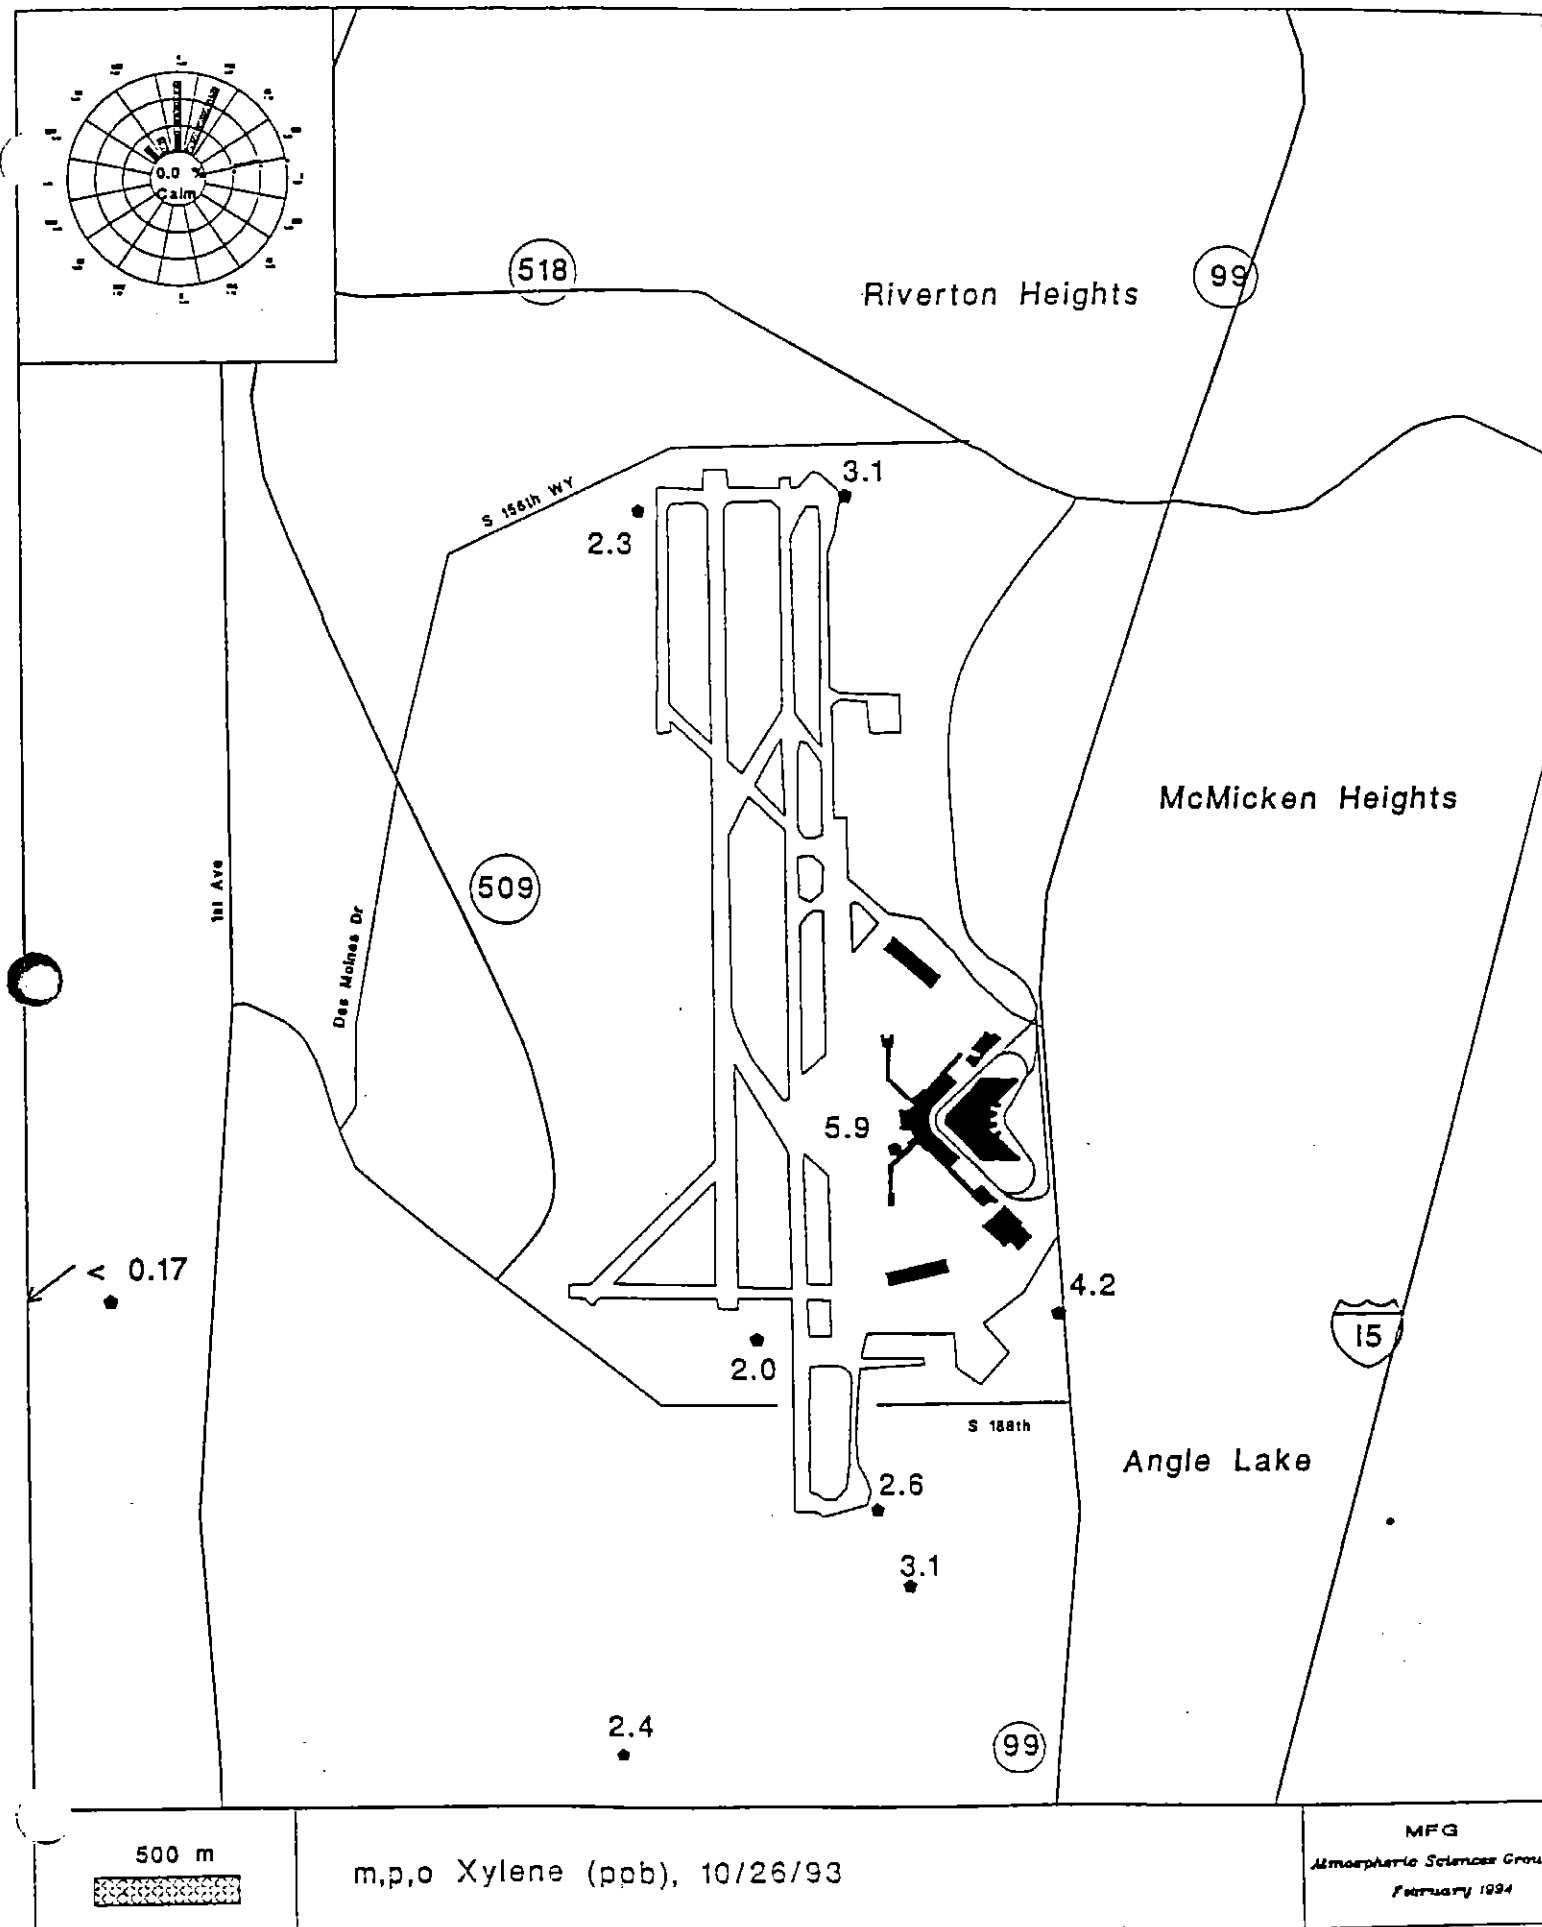 0.0 %
Calm
518
Riverton Heights
99
3.1
S 156th WY
2.3
McMicken Heights
1st Ave
509
Des Moines Dr
5.9
< 0.17
4.2
15
2.0
S 188th
Angle Lake
2.6
3.1
2.4
99
500 m
m,p,o Xylene (ppb), 10/26/93
MFG
Atmospheric Sciences Grou
February 1994